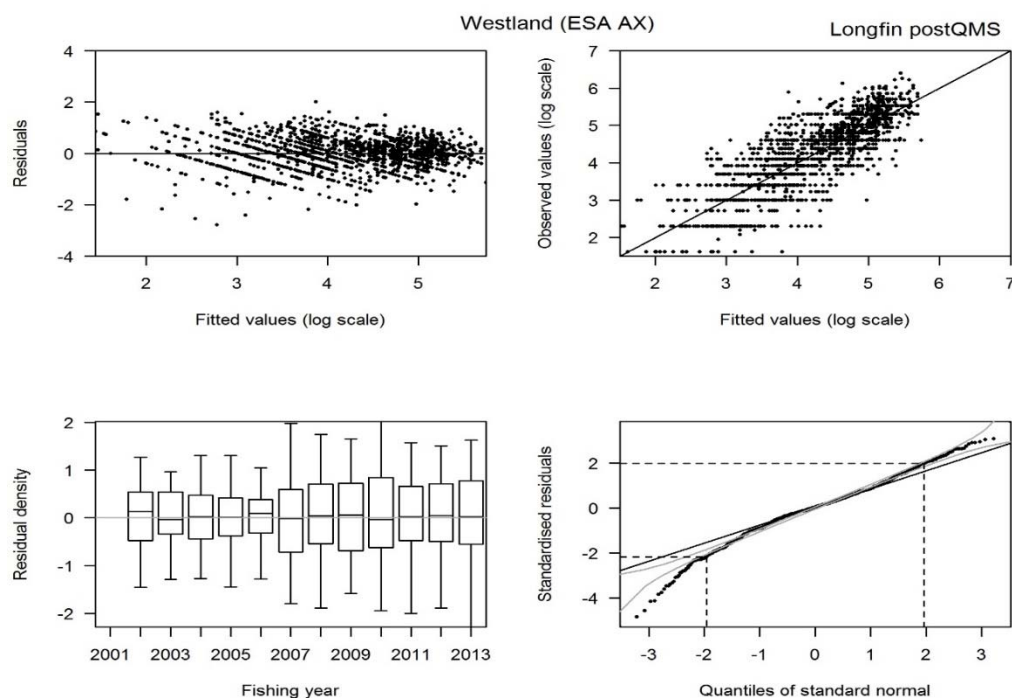 Westland (ESA AX)
Longfin postQMS
Residuals
4
2
0
-2
-4
2 3 4 5
Fitted values (log scale)
Observed values (log scale)
7
6
5
4
3
2
2 3 4 5 6 7
Fitted values (log scale)
Residual density
2
1
0
-1
-2
2001 2003 2005 2007 2009 2011 2013
Fishing year
Standardised residuals
2
0
-2
-4
-3 -2 -1 0 1 2 3
Quantiles of standard normal